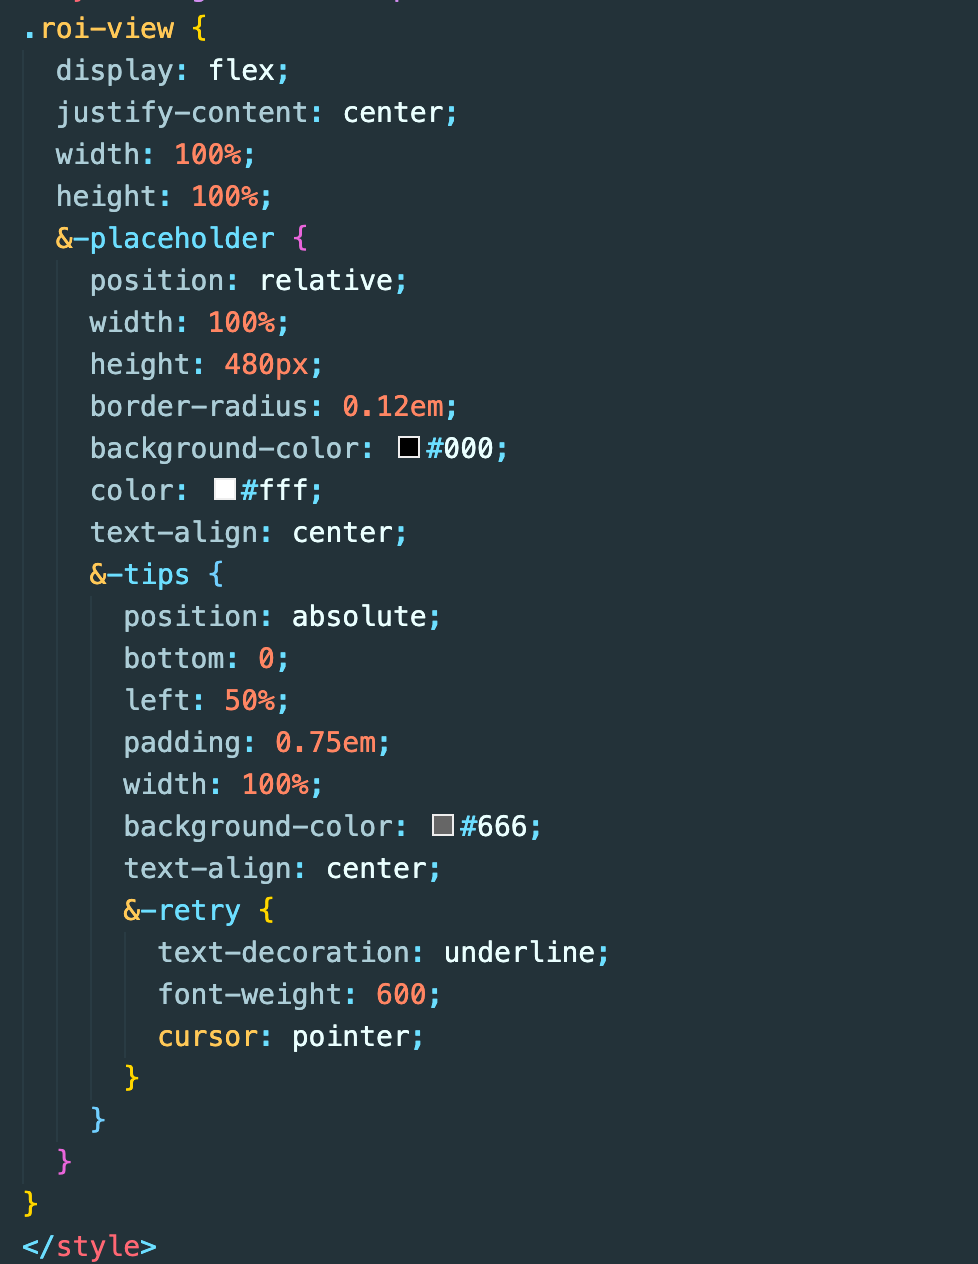 .roi-view {
display: flex;
justify-content: center;
width: 100%;
height: 100%;
&-placeholder {
position: relative;
width: 100%;
height: 480px;
border-radius: 0.12em;
background-color: #000;
color: #fff;
text-align: center;
&-tips {
position: absolute;
bottom: 0;
left: 50%;
padding: 0.75em;
width: 100%;
background-color: #666;
text-align: center;
&-retry {
text-decoration: underline;
font-weight: 600;
cursor: pointer;
}
}
}
}
</style>